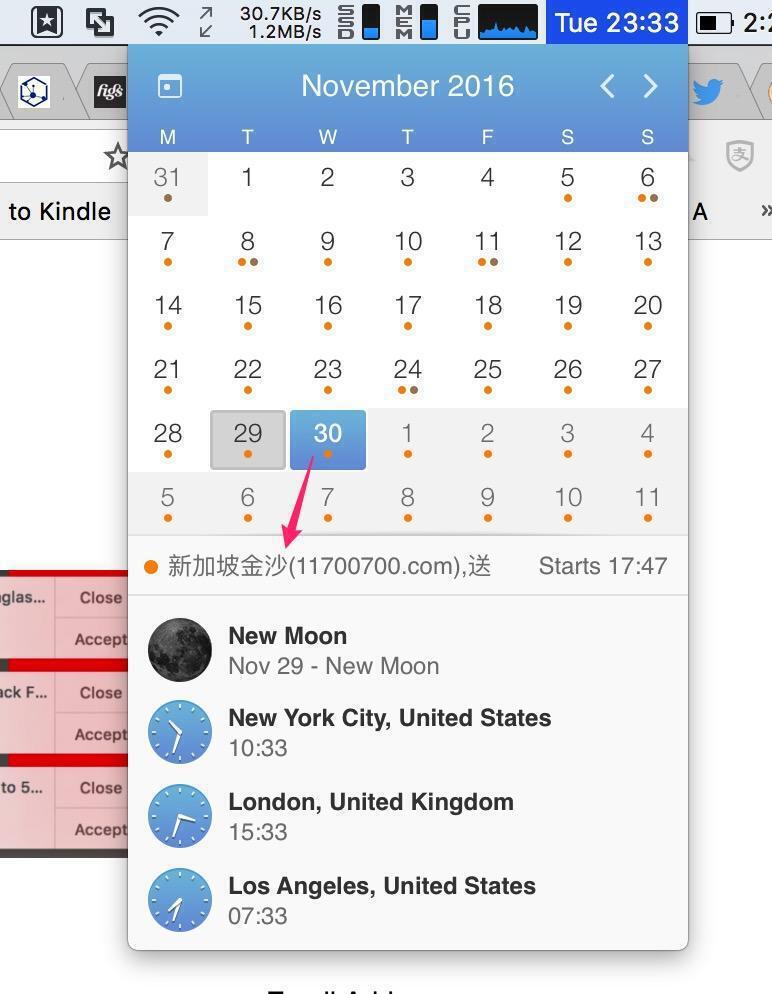 30.7KB/s
1.2MB/s
SSD
MEM
CPU
Tue 23:33
figs
November 2016
M T W T F S S
31 1 2 3 4 5 6
7 8 9 10 11 12 13
14 15 16 17 18 19 20
21 22 23 24 25 26 27
28 29 30 1 2 3 4
5 6 7 8 9 10 11
to Kindle
A
»
支
新加坡金沙(11700700.com),送 Starts 17:47
New Moon
Nov 29 - New Moon
New York City, United States
10:33
London, United Kingdom
15:33
Los Angeles, United States
07:33
glas...
Close
Accept
ack F...
Close
Accept
to 5...
Close
Accept